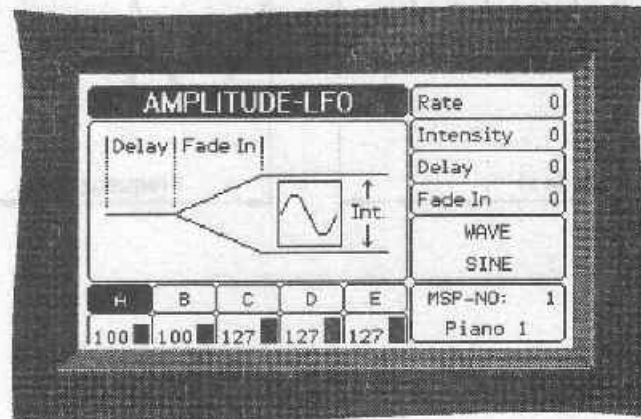 AMPLITUDE-LFO
Delay Fade In
Int
Rate 0
Intensity 0
Delay 0
Fade In 0
WAVE
SINE
A B C D E
100 100 127 127 127
MSP-NO: 1
Piano 1